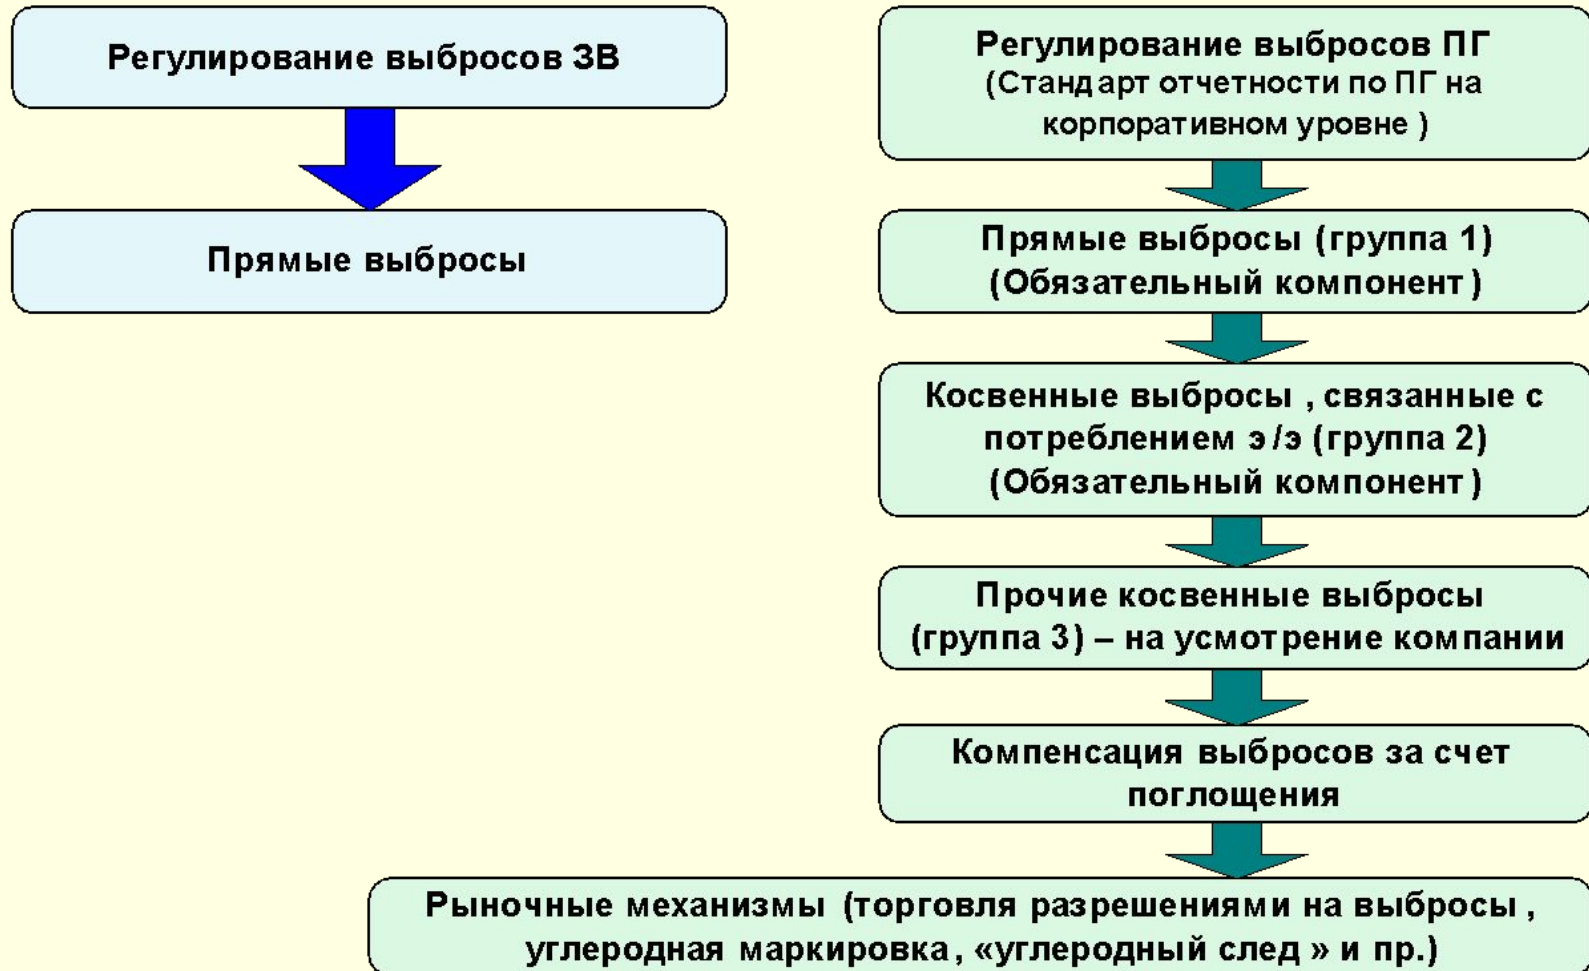 Регулирование выбросов ЗВ
Прямые выбросы
Регулирование выбросов ПГ
(Стандарт отчетности по ПГ на
корпоративном уровне )
Прямые выбросы (группа 1)
(Обязательный компонент )
Косвенные выбросы , связанные с
потреблением э /э (группа 2)
(Обязательный компонент )
Прочие косвенные выбросы
(группа 3) – на усмотрение компании
Компенсация выбросов за счет
поглощения
Рыночные механизмы (торговля разрешениями на выбросы ,
углеродная маркировка, «углеродный след » и пр.)